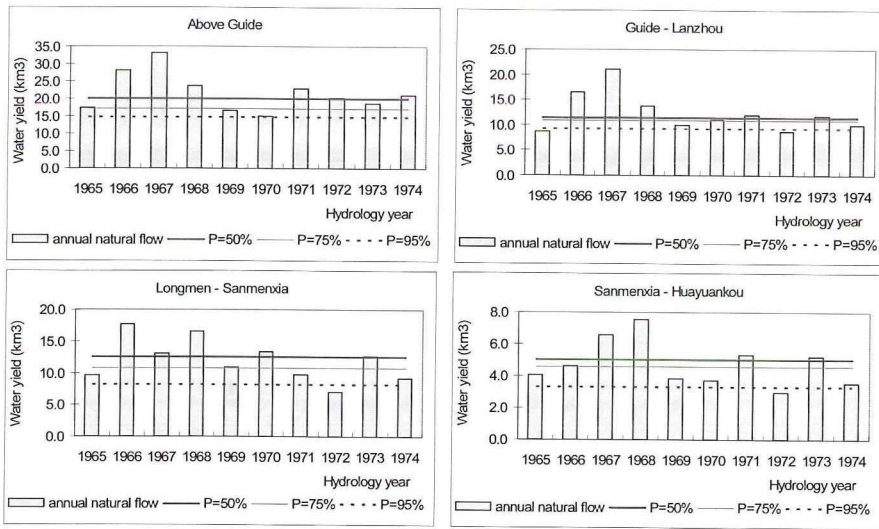 Above Guide
Water yield (km3)
35.0
30.0
25.0
20.0
15.0
10.0
5.0
0.0
1965 1966 1967 1968 1969 1970 1971 1972 1973 1974
Hydrology year
annual natural flow P=50% P=75% P=95%
Guide - Lanzhou
Water yield (km3)
25.0
20.0
15.0
10.0
5.0
0.0
1965 1966 1967 1968 1969 1970 1971 1972 1973 1974
Hydrology year
annual natural flow P=50% P=75% P=95%
Longmen - Sanmenxia
Water yield (km3)
20.0
15.0
10.0
5.0
0.0
1965 1966 1967 1968 1969 1970 1971 1972 1973 1974
Hydrology year
annual natural flow P=50% P=75% P=95%
Sanmenxia - Huayuankou
Water yield (km3)
8.0
6.0
4.0
2.0
0.0
1965 1966 1967 1968 1969 1970 1971 1972 1973 1974
Hydrology year
annual natural flow P=50% P=75% P=95%